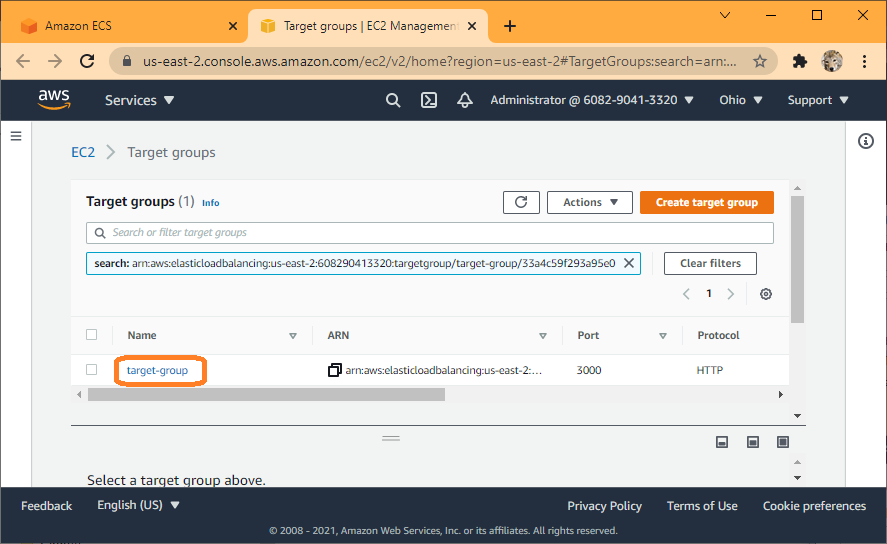 Amazon ECS
Target groups | EC2 Management
us-east-2.console.aws.amazon.com/ec2/v2/home?region=us-east-2#TargetGroups:search=arn:...
aws Services Administrator @ 6082-9041-3320 Ohio Support
EC2 Target groups
Target groups (1) Info Actions Create target group
Search or filter target groups
search: arn:aws:elasticloadbalancing:us-east-2:608290413320:targetgroup/target-group/33a4c59f293a95e0 Clear filters
1
Name ARN Port Protocol
target-group arn:aws:elasticloadbalancing:us-east-2:... 3000 HTTP
Select a target group above.
Feedback English (US) Privacy Policy Terms of Use Cookie preferences
© 2008 - 2021, Amazon Web Services, Inc. or its affiliates. All rights reserved.